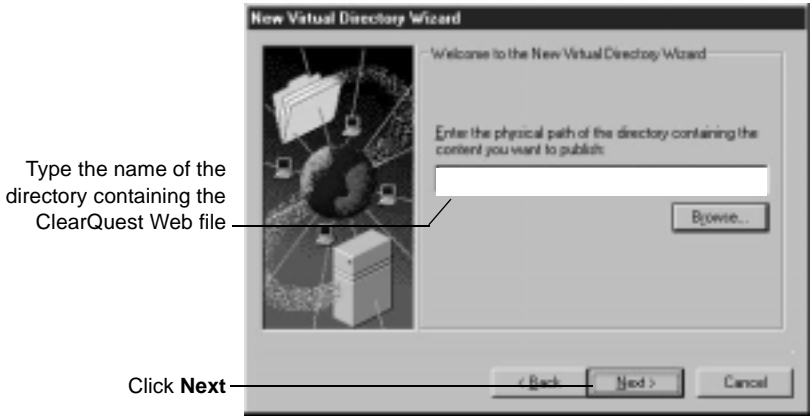 New Virtual Directory Wizard
Welcome to the New Virtual Directory Wizard
Enter the physical path of the directory containing the
content you want to publish:
Type the name of the
directory containing the
ClearQuest Web file
Browse...
Click Next
< Back
Next >
Cancel